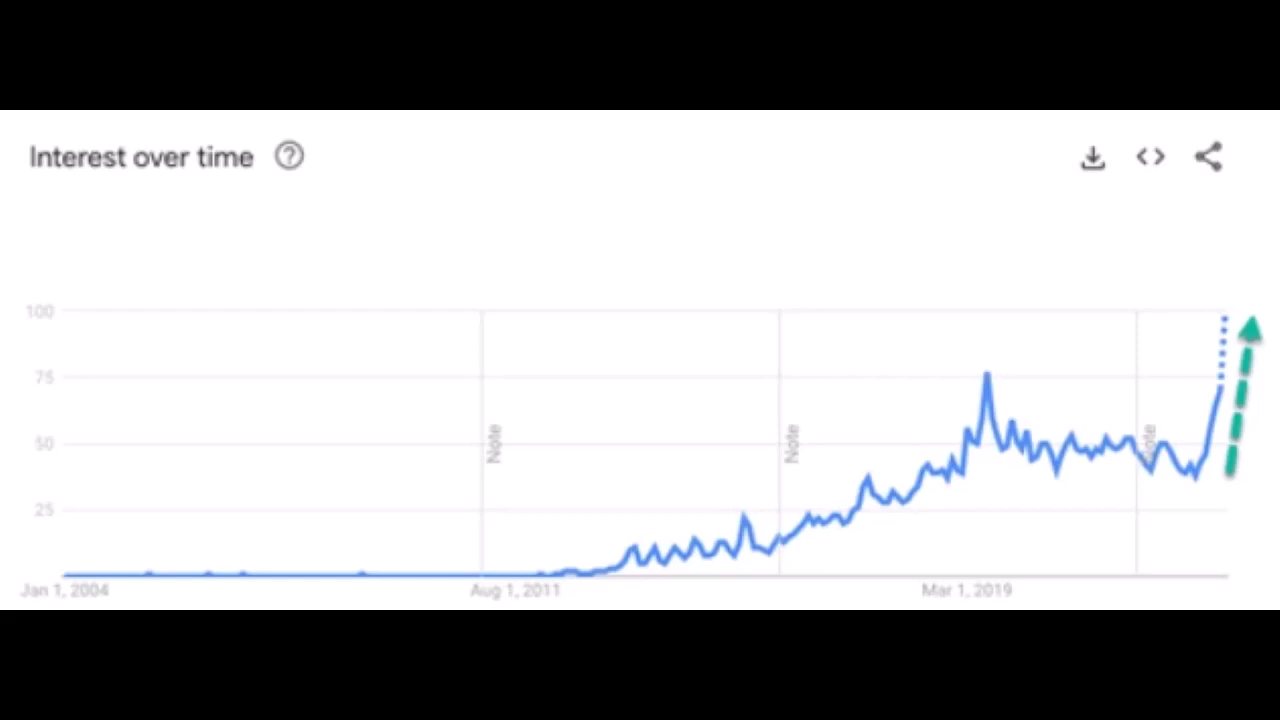 Interest over time
100
75
50
25
Note
Note
Note
Jan 1, 2004
Aug 1, 2011
Mar 1, 2019